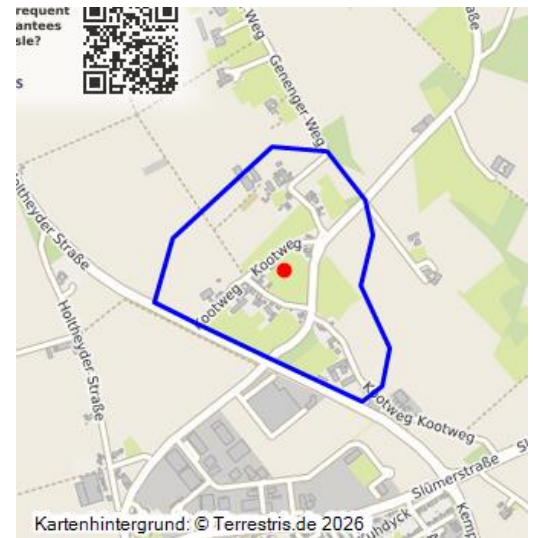 requent
antees
sle?
s
Genenger Weg
Straße
Holtheyder Straße
Kootweg
Kootweg
Holtheyder Straße
Kootweg Kootweg
Slümerstraße
Kartenhintergrund: © Terrestris.de 2026